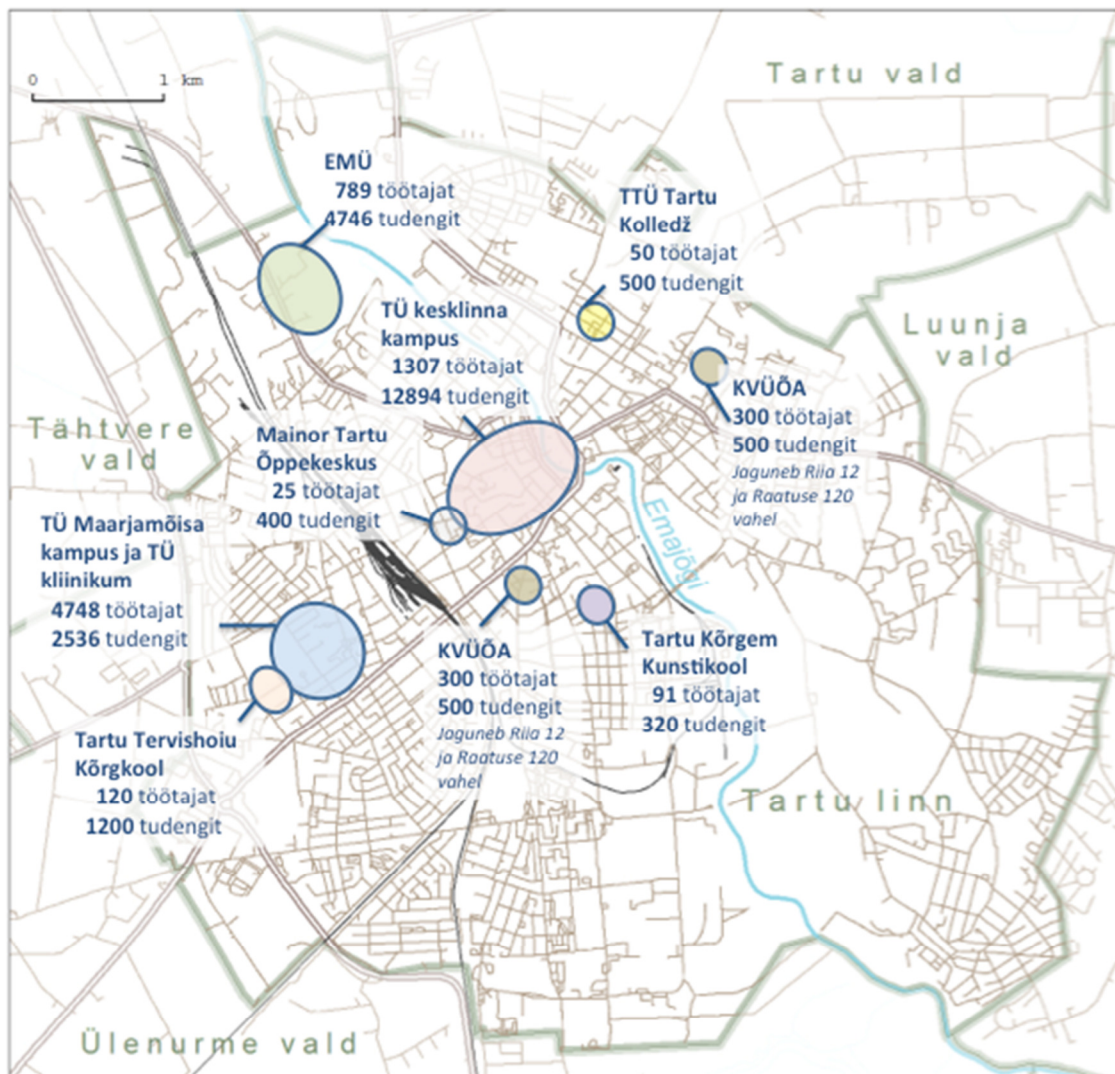 0 1 km
Tartu vald
EMÜ
789 töötajat
4746 tudengit
TTÜ Tartu
Kolledž
50 töötajat
500 tudengit
TÜ kesklinna
kampus
1307 töötajat
12894 tudengit
Luunja
vald
KVÜÕA
300 töötajat
500 tudengit
Jaguneb Riia 12
ja Raatuse 120
vahel
Tähtvere
vald
Mainor Tartu
Õppekeskus
25 töötajat
400 tudengit
TÜ Maarjamõisa
kampus ja TÜ
kliinikum
4748 töötajat
2536 tudengit
Emajõgi
KVÜÕA
300 töötajat
500 tudengit
Jaguneb Riia 12
ja Raatuse 120
vahel
Tartu Kõrgem
Kunstikool
91 töötajat
320 tudengit
Tartu Tervishoiu
Kõrgkool
120 töötajat
1200 tudengit
Tartu linn
Ülenurme vald